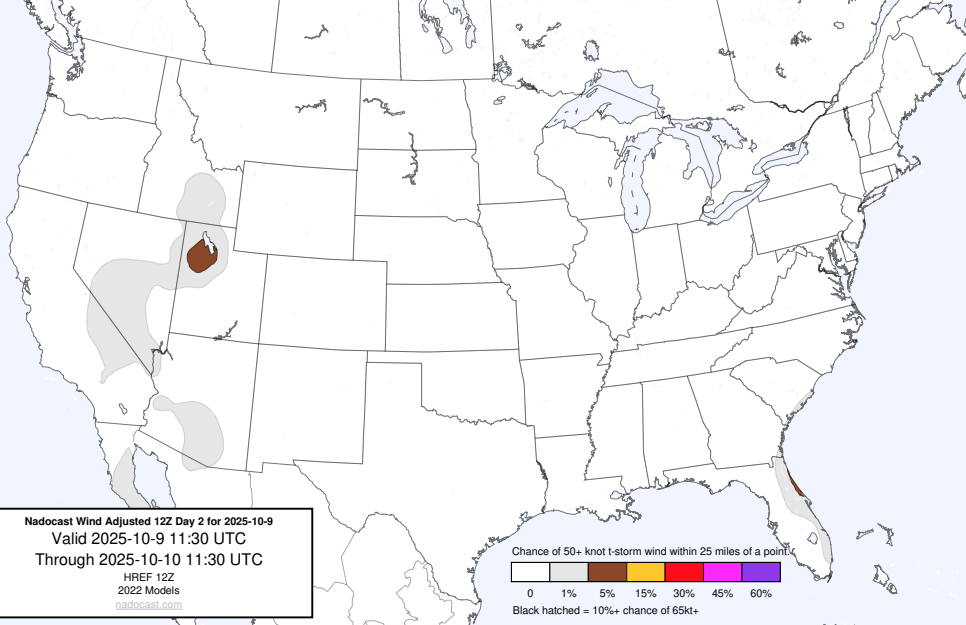 Nadocast Wind Adjusted 12Z Day 2 for 2025-10-9
Valid 2025-10-9 11:30 UTC
Through 2025-10-10 11:30 UTC
HREF 12Z
2022 Models
nadocast.com
Chance of 50+ knot t-storm wind within 25 miles of a point.
0 1% 5% 15% 30% 45% 60%
Black hatched = 10%+ chance of 65kt+